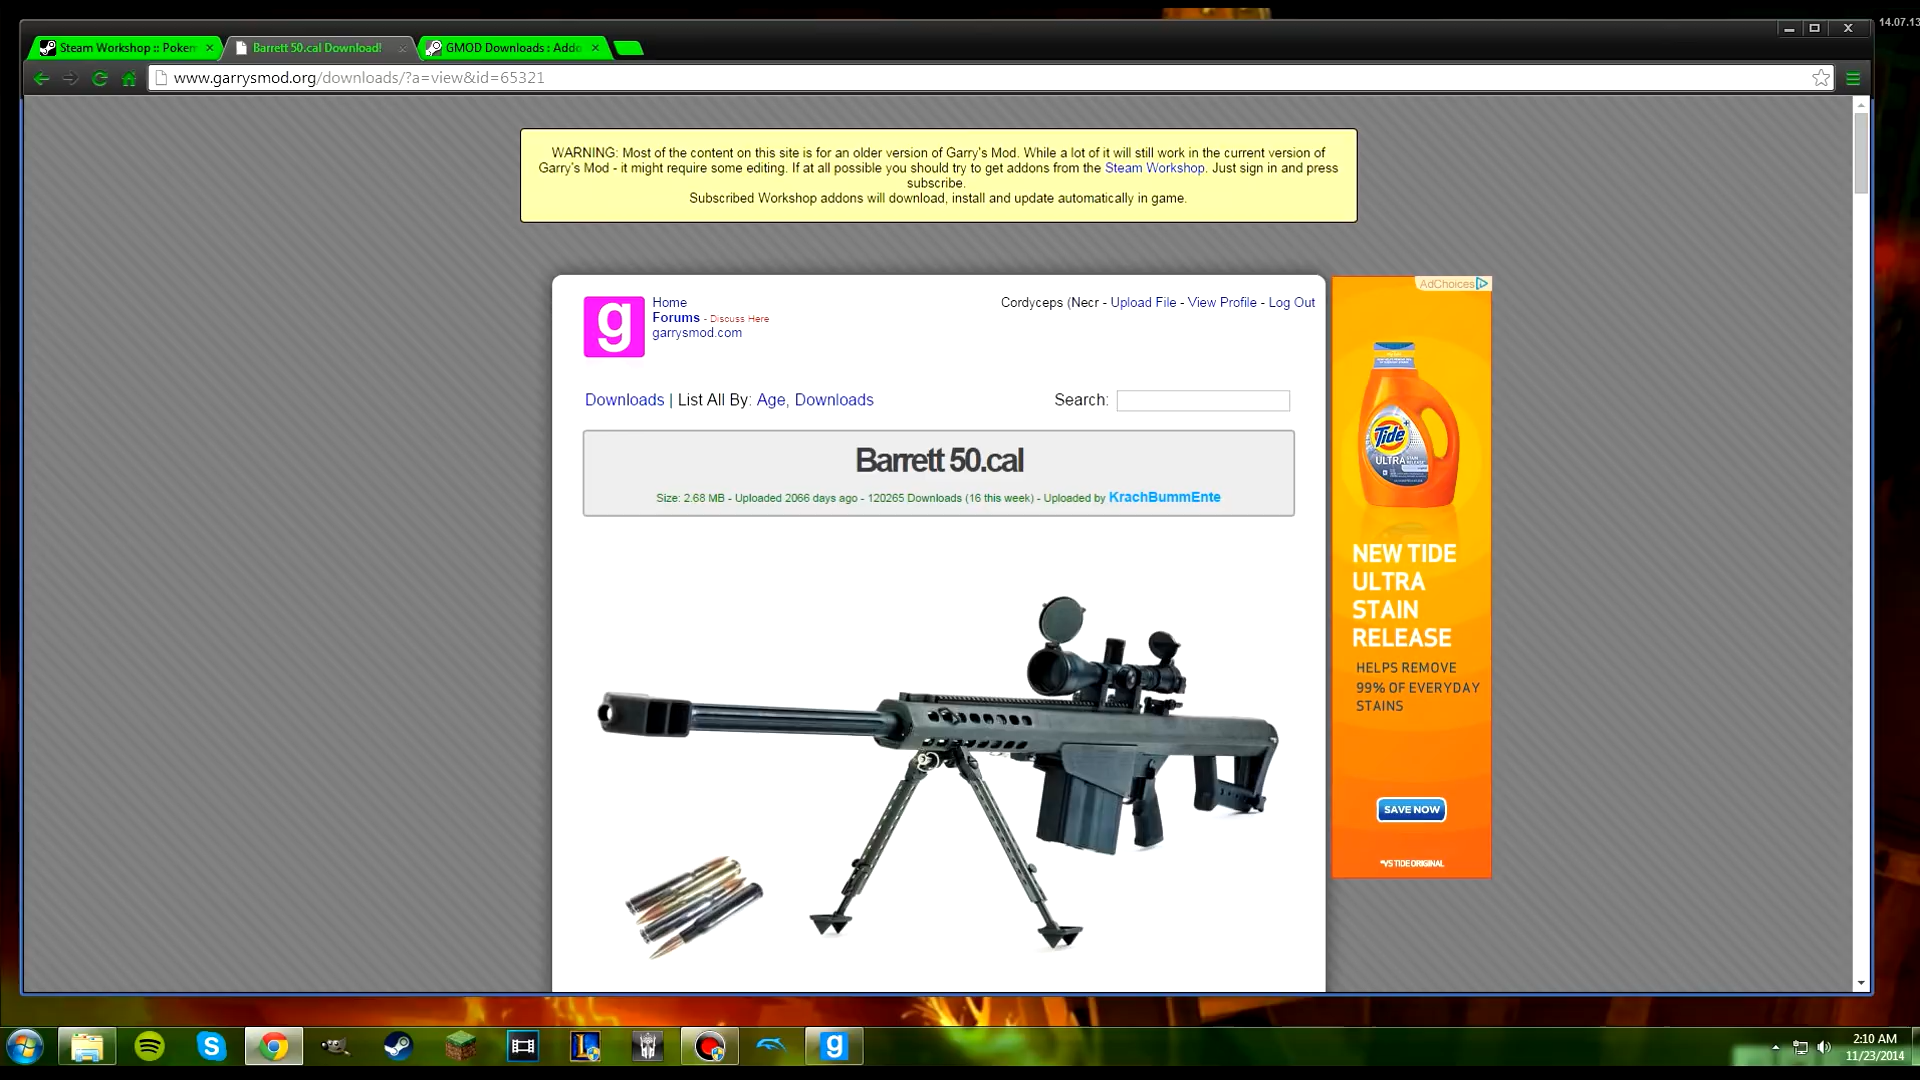 14.07.13
Steam Workshop :: Pokem
Barrett 50.cal Download!
GMOD Downloads : Addo
www.garrysmod.org/downloads/?a=view&id=65321
WARNING: Most of the content on this site is for an older version of Garry's Mod. While a lot of it will still work in the current version of
Garry's Mod - it might require some editing. If at all possible you should try to get addons from the Steam Workshop. Just sign in and press
subscribe.
Subscribed Workshop addons will download, install and update automatically in game.
g
Home
Forums - Discuss Here
garrysmod.com
Cordyceps (Necr - Upload File - View Profile - Log Out
Downloads | List All By: Age, Downloads
Search:
Barrett 50.cal
Size: 2.68 MB - Uploaded 2066 days ago - 120265 Downloads (16 this week) - Uploaded by KrachBummEnte
AdChoices
Tide
ULTRA STAIN RELEASE
NEW TIDE
ULTRA
STAIN
RELEASE
HELPS REMOVE
99% OF EVERYDAY
STAINS
SAVE NOW
*VS TIDE ORIGINAL
S
L
g
2:10 AM
11/23/2014